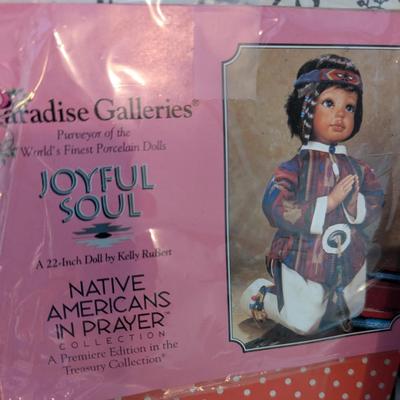 aradise Galleries®
Purveyor of the
World's Finest Porcelain Dolls
JOYFUL
SOUL
A 22-Inch Doll by Kelly RuBert
NATIVE
AMERICANS
IN PRAYER™
COLLECTION
A Premiere Edition in the
Treasury Collection®